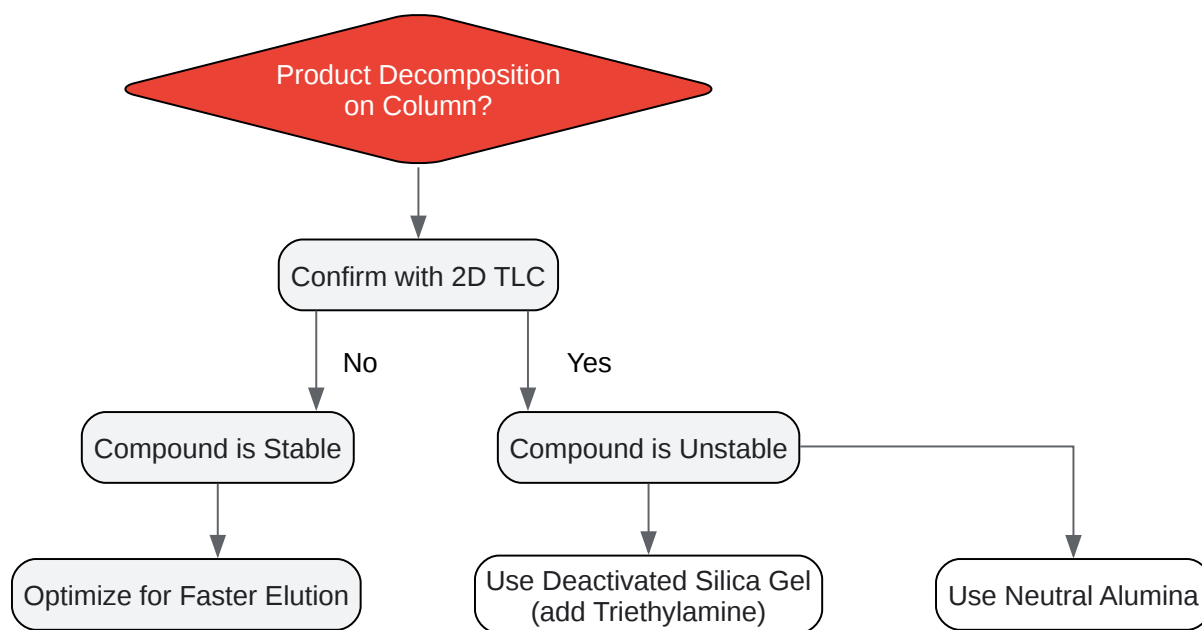 Product Decomposition
on Column?
Confirm with 2D TLC
No
Yes
Compound is Stable
Compound is Unstable
Optimize for Faster Elution
Use Deactivated Silica Gel
(add Triethylamine)
Use Neutral Alumina